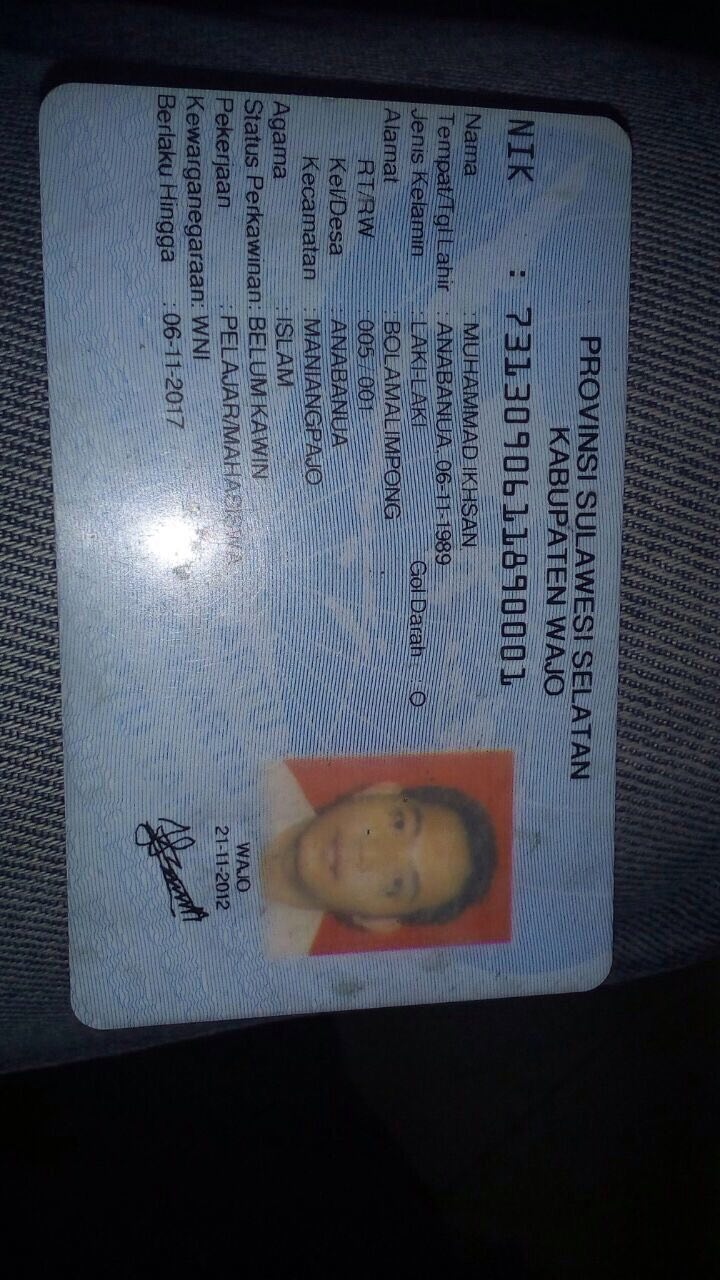 PROVINSI SULAWESI SELATAN
KABUPATEN WAJO
NIK : 7313090611890001
Nama : MUHAMMAD IKHSAN
Tempat/Tgl Lahir : ANABANUA, 06-11-1989
Jenis Kelamin : LAKI-LAKI Gol Darah : O
Alamat : BOLAMALIMPONG
RT/RW : 005 / 001
Kel/Desa : ANABANUA
Kecamatan : MANIANGPAJO
Agama : ISLAM
Status Perkawinan: BELUM KAWIN
Pekerjaan : PELAJAR/MAHASISWA
Kewarganegaraan: WNI
Berlaku Hingga : 06-11-2017
WAJO
21-11-2012